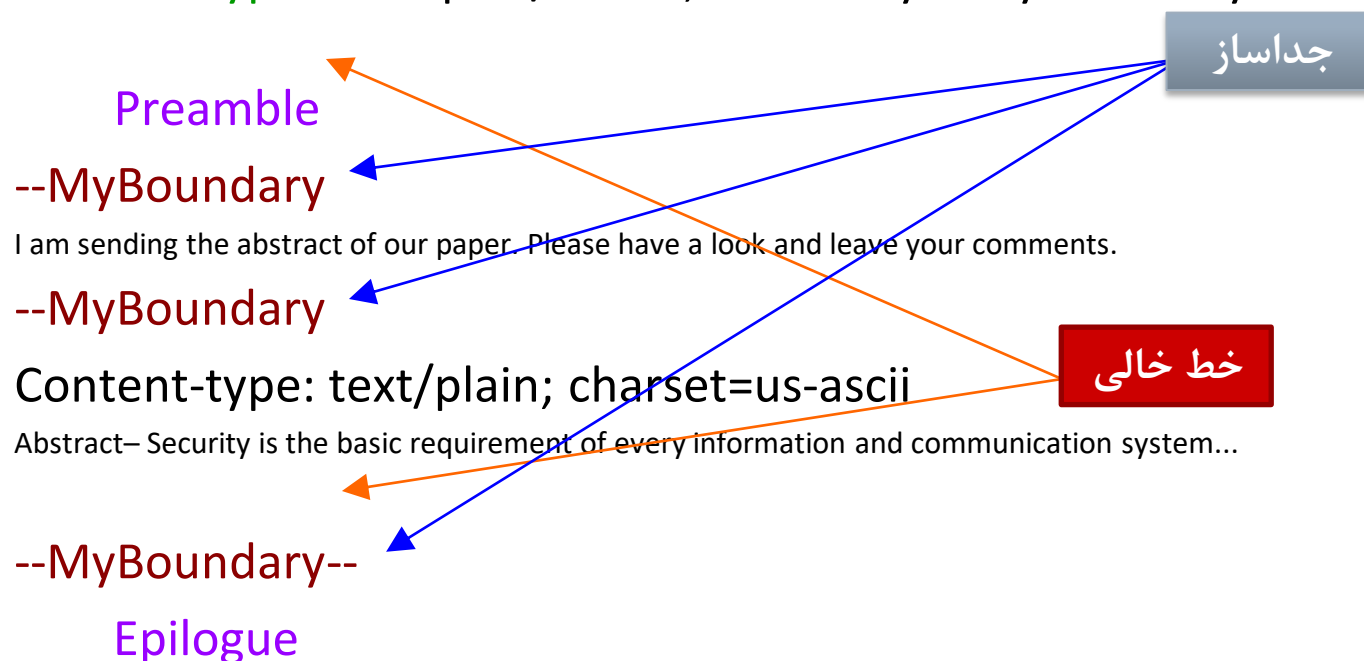 جداساز
Preamble
--MyBoundary
I am sending the abstract of our paper. Please have a look and leave your comments.
--MyBoundary
خط خالی
Content-type: text/plain; charset=us-ascii
Abstract– Security is the basic requirement of every information and communication system...
--MyBoundary--
Epilogue